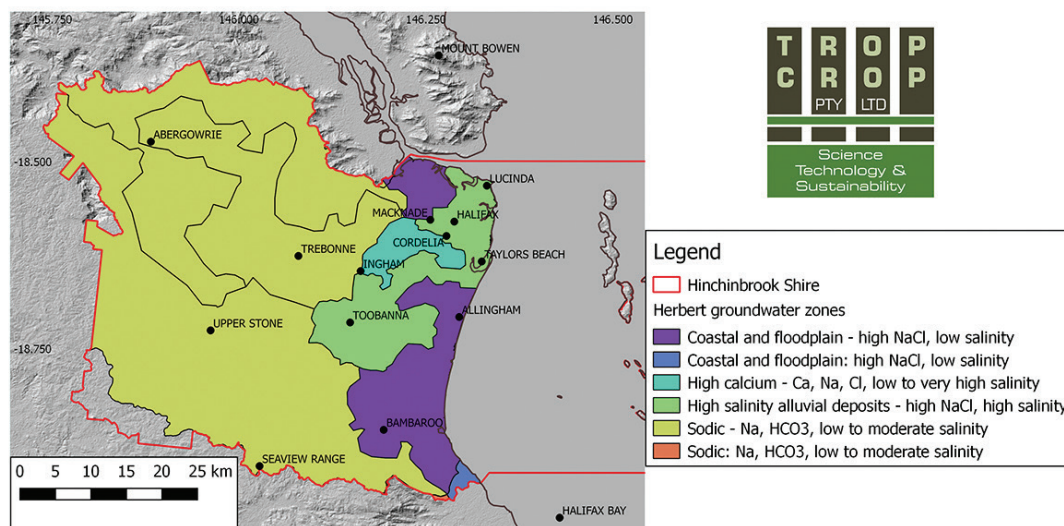 145.750
146.000
146.250
146.500
MOUNT BOWEN
ABERGOWRIE
-18.500
LUCINDA
MACKNADE
HALIFAX
CORDELIA
TREBONNE
TAYLORS BEACH
INGHAM
UPPER STONE
TOOBANNA
ALLINGHAM
-18.750
BAMBAROO
SEAVIEW RANGE
HALIFAX BAY
0 5 10 15 20 25 km
TROP
CROP
PTY LTD
Science
Technology &
Sustainability
Legend
Hinchinbrook Shire
Herbert groundwater zones
Coastal and floodplain - high NaCl, low salinity
Coastal and floodplain: high NaCl, low salinity
High calcium - Ca, Na, Cl, low to very high salinity
High salinity alluvial deposits - high NaCl, high salinity
Sodic - Na, HCO3, low to moderate salinity
Sodic: Na, HCO3, low to moderate salinity